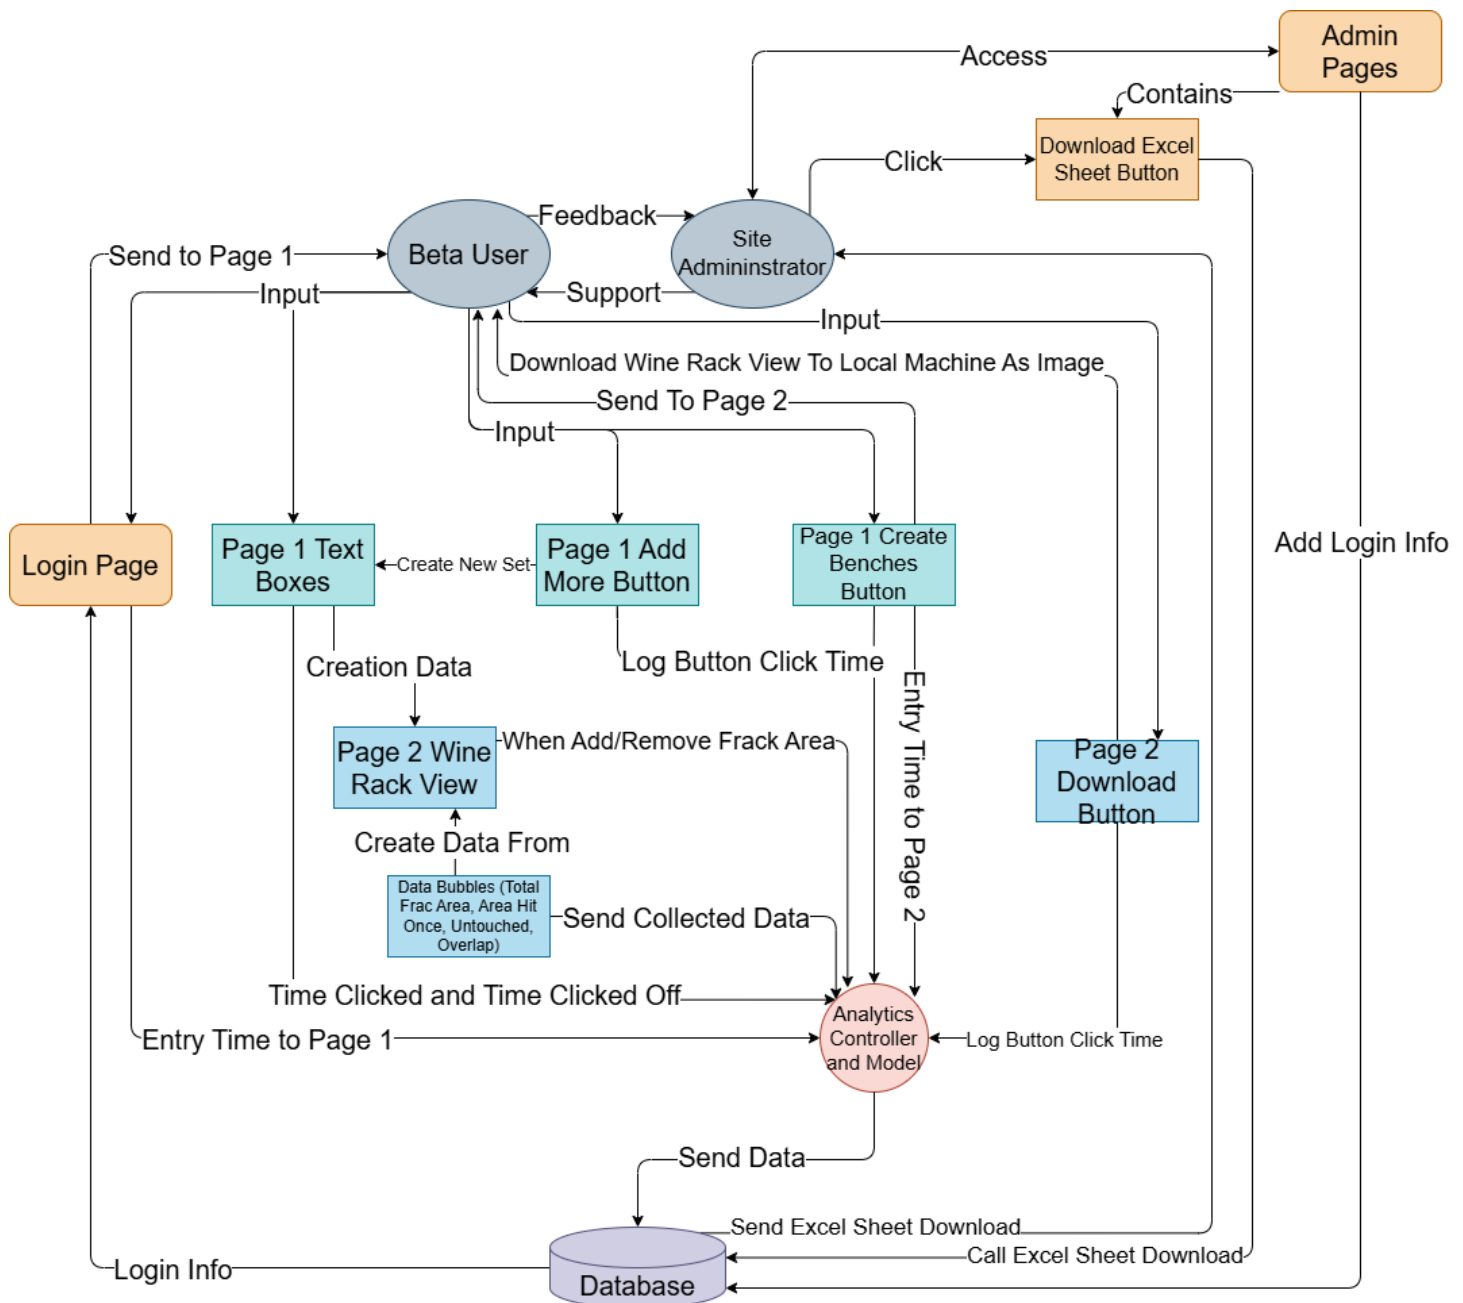 Admin
Pages
Access
Contains
Download Excel
Sheet Button
Click
Feedback
Site
Admininstrator
Beta User
Send to Page 1
Input
Support
Input
Download Wine Rack View To Local Machine As Image
Send To Page 2
Input
Login Page
Page 1 Text
Boxes
Create New Set
Page 1 Add
More Button
Page 1 Create
Benches
Button
Add Login Info
Creation Data
Log Button Click Time
Entry Time to Page 2
Page 2 Wine
Rack View
When Add/Remove Frack Area
Page 2
Download
Button
Create Data From
Data Bubbles (Total
Frac Area, Area Hit
Once, Untouched,
Overlap)
Send Collected Data
Time Clicked and Time Clicked Off
Entry Time to Page 1
Analytics
Controller
and Model
Log Button Click Time
Send Data
Send Excel Sheet Download
Call Excel Sheet Download
Login Info
Database